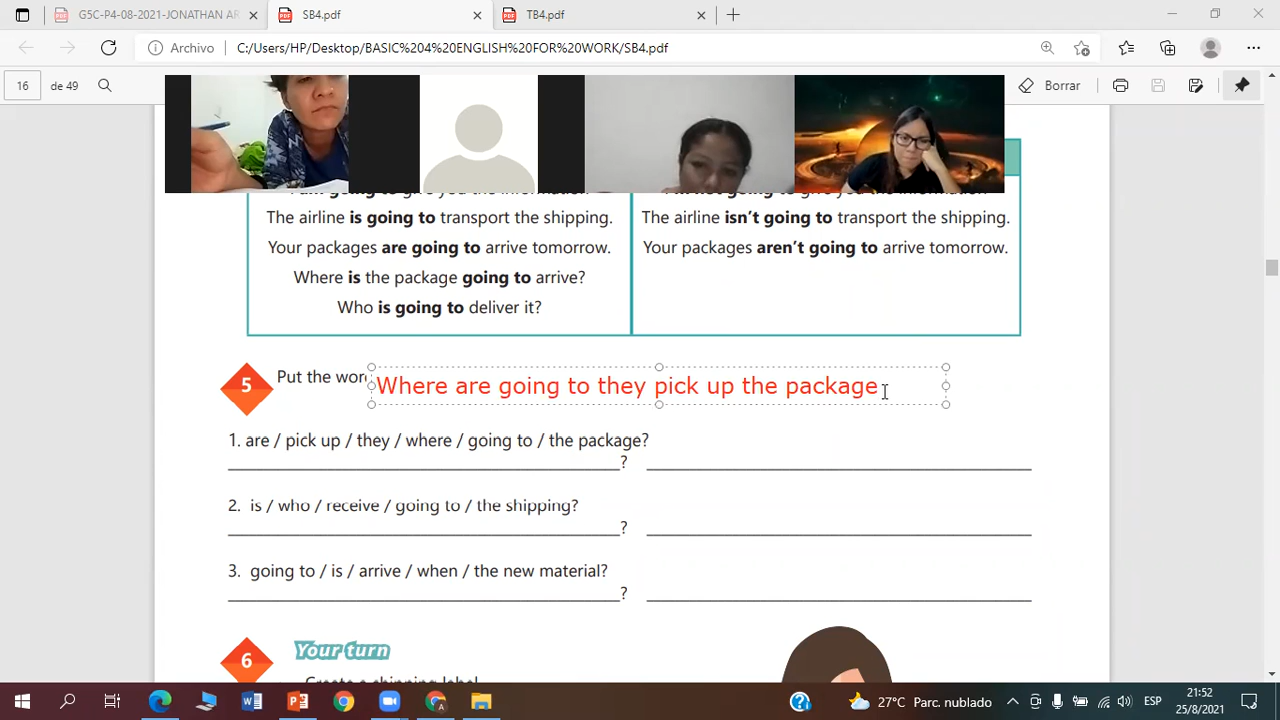 G5C-P4-08-2021-JONATHAN AR
SB4.pdf
TB4.pdf
Archivo
C:/Users/HP/Desktop/BASIC%204%20ENGLISH%20FOR%20WORK/SB4.pdf
16
de 49
Borrar
The airline is going to transport the shipping.
The airline isn't going to transport the shipping.
Your packages are going to arrive tomorrow.
Your packages aren't going to arrive tomorrow.
Where is the package going to arrive?
Who is going to deliver it?
5
Put the wor
Where are going to they pick up the package
1. are / pick up / they / where / going to / the package?
?
2. is / who / receive / going to / the shipping?
?
3. going to / is / arrive / when / the new material?
?
6
Your turn
27°C Parc. nublado
ESP
21:52
25/8/2021